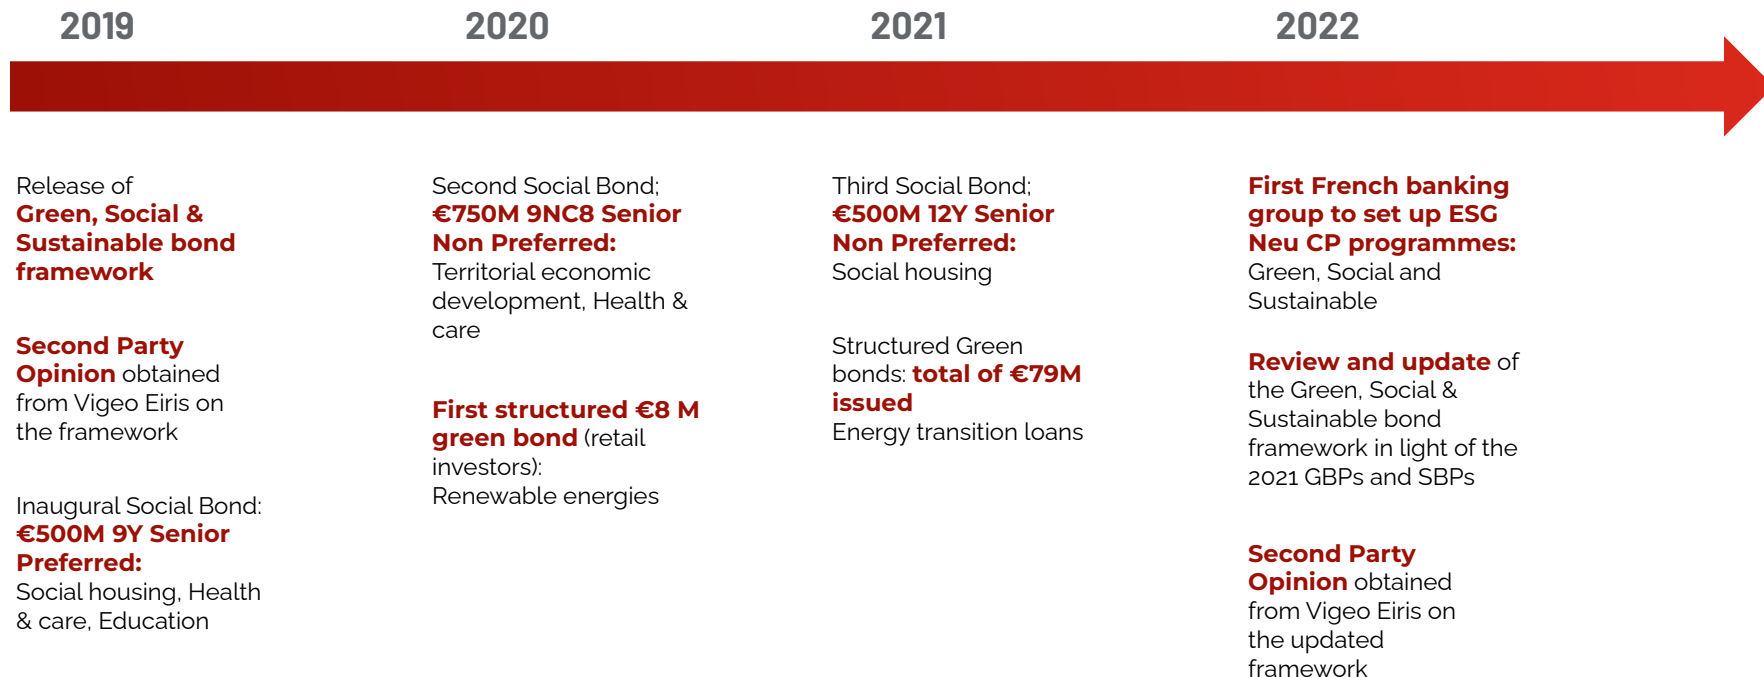 2019
2020
2021
2022
Release of
Green, Social &
Sustainable bond
framework
Second Party
Opinion obtained
from Vigeo Eiris on
the framework
Inaugural Social Bond:
€500M 9Y Senior
Preferred:
Social housing, Health
& care, Education
Second Social Bond;
€750M 9NC8 Senior
Non Preferred:
Territorial economic
development, Health &
care
First structured €8 M
green bond (retail
investors):
Renewable energies
Third Social Bond;
€500M 12Y Senior
Non Preferred:
Social housing
Structured Green
bonds: total of €79M
issued
Energy transition loans
First French banking
group to set up ESG
Neu CP programmes:
Green, Social and
Sustainable
Review and update of
the Green, Social &
Sustainable bond
framework in light of the
2021 GBPs and SBPs
Second Party
Opinion obtained
from Vigeo Eiris on
the updated
framework